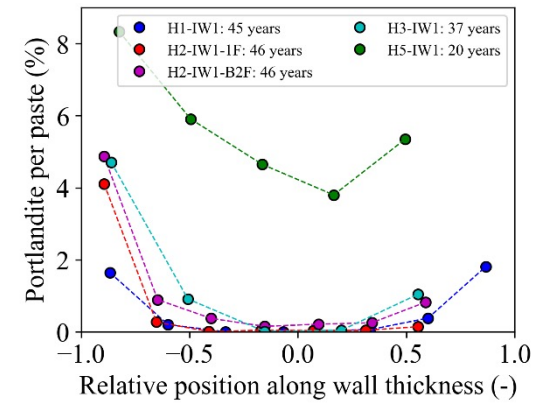 Portlandite per paste (%)
8
6
4
2
0
H1-IW1: 45 years
H2-IW1-1F: 46 years
H2-IW1-B2F: 46 years
H3-IW1: 37 years
H5-IW1: 20 years
−1.0 −0.5 0.0 0.5 1.0
Relative position along wall thickness (-)